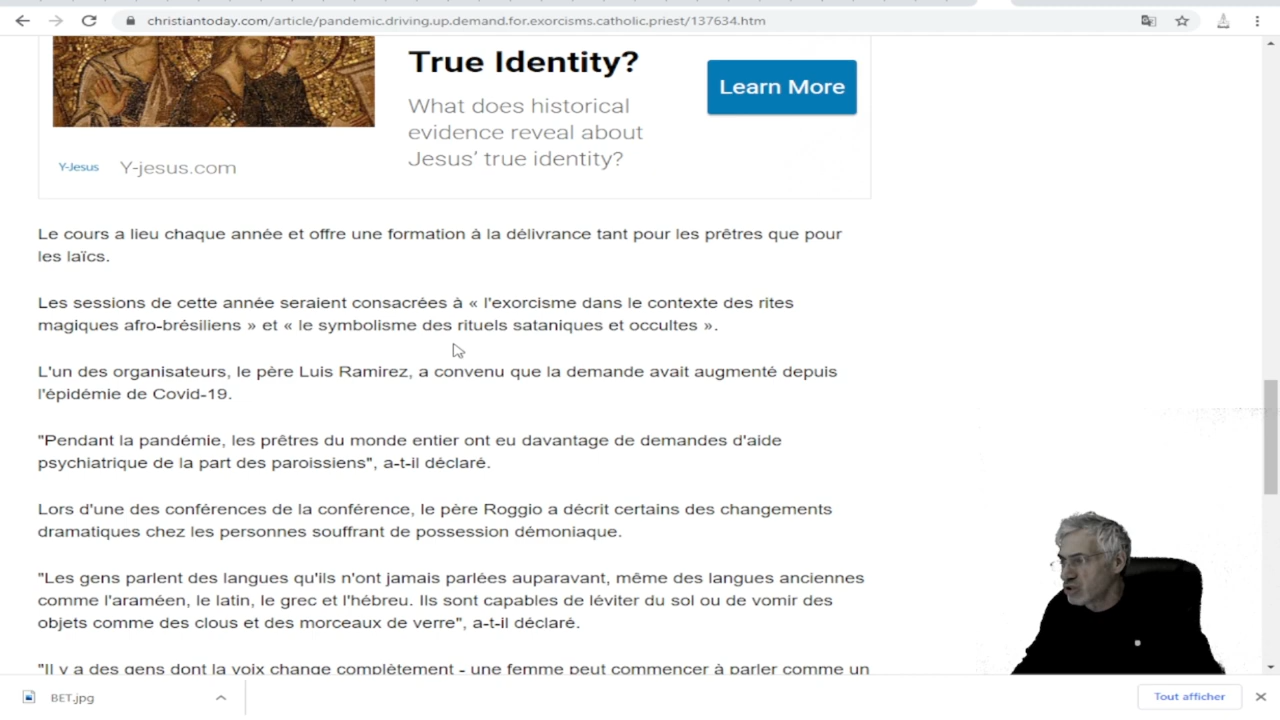 christiantoday.com/article/pandemic.driving.up.demand.for.exorcisms.catholic.priest/137634.htm
True Identity?
What does historical
evidence reveal about
Jesus’ true identity?
Learn More
Y-Jesus
Y-jesus.com
Le cours a lieu chaque année et offre une formation à la délivrance tant pour les prêtres que pour
les laïcs.
Les sessions de cette année seraient consacrées à « l'exorcisme dans le contexte des rites
magiques afro-brésiliens » et « le symbolisme des rituels sataniques et occultes ».
L'un des organisateurs, le père Luis Ramirez, a convenu que la demande avait augmenté depuis
l'épidémie de Covid-19.
"Pendant la pandémie, les prêtres du monde entier ont eu davantage de demandes d'aide
psychiatrique de la part des paroissiens", a-t-il déclaré.
Lors d'une des conférences de la conférence, le père Roggio a décrit certains des changements
dramatiques chez les personnes souffrant de possession démoniaque.
"Les gens parlent des langues qu'ils n'ont jamais parlées auparavant, même des langues anciennes
comme l'araméen, le latin, le grec et l'hébreu. Ils sont capables de léviter du sol ou de vomir des
objets comme des clous et des morceaux de verre", a-t-il déclaré.
"Il y a des gens dont la voix change complètement - une femme peut commencer à parler comme un
BET.jpg
Tout afficher